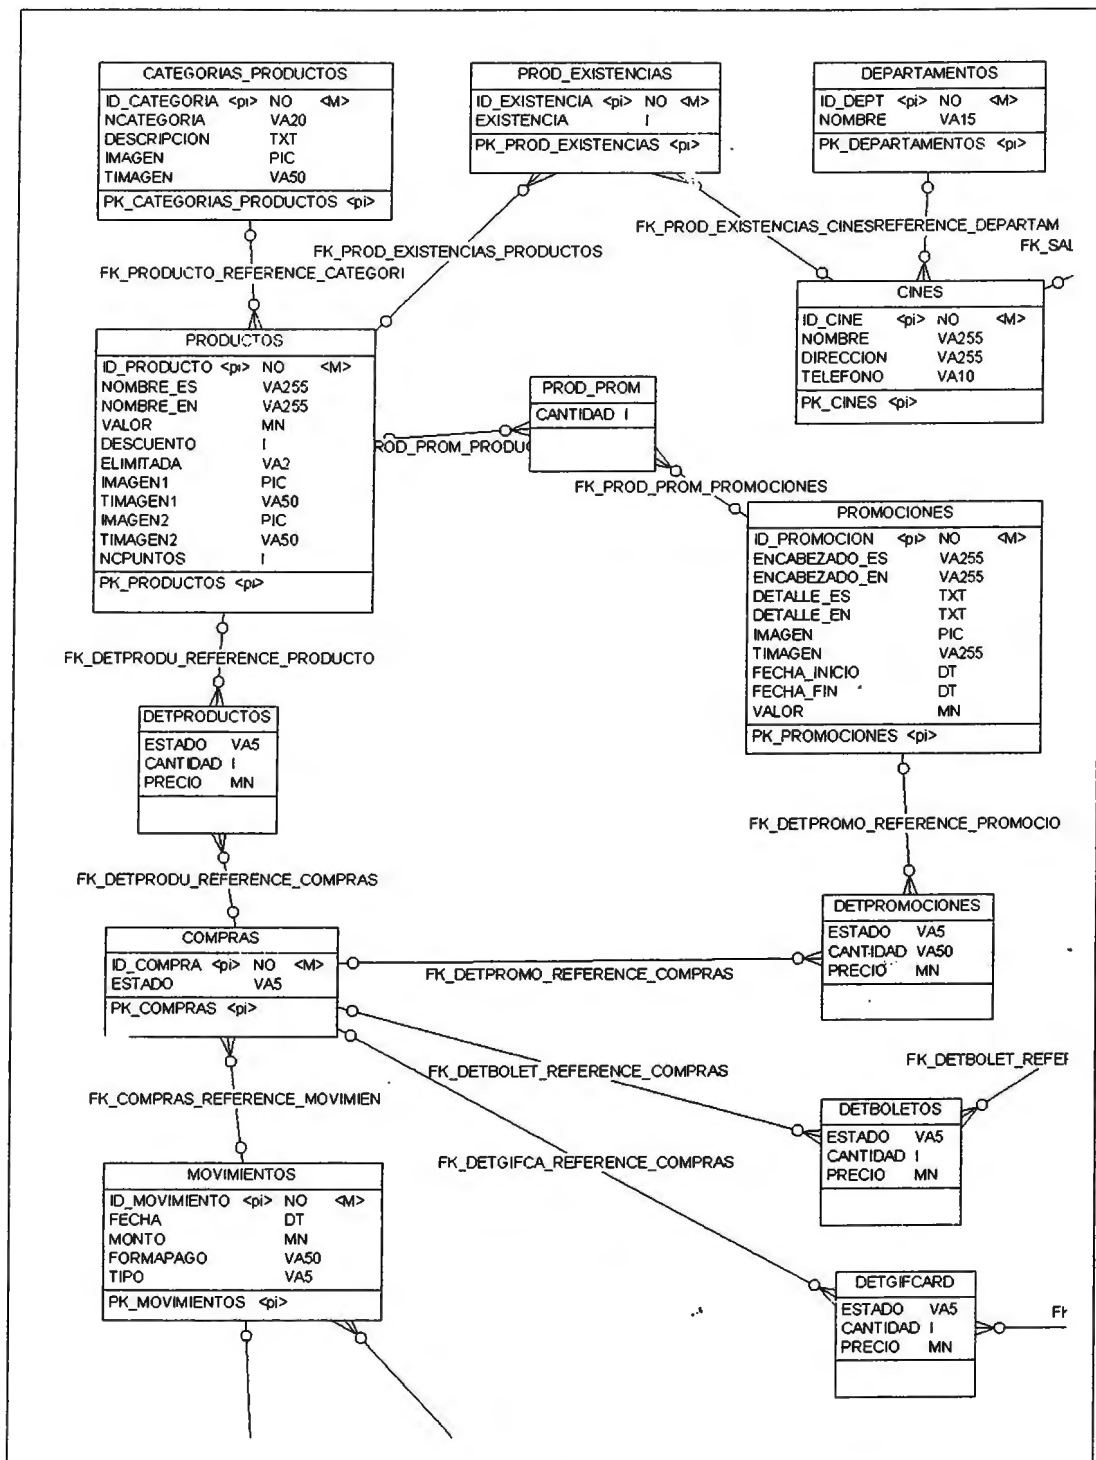 CATEGORIAS_PRODUCTOS
ID_CATEGORIA <pi> NO <M>
NCATEGORIA VA20
DESCRIPCION TXT
IMAGEN PIC
TIMAGEN VA50
PK_CATEGORIAS_PRODUCTOS <pi>
PROD_EXISTENCIAS
ID_EXISTENCIA <pi> NO <M>
EXISTENCIA I
PK_PROD_EXISTENCIAS <pi>
DEPARTAMENTOS
ID_DEPT <pi> NO <M>
NOMBRE VA15
PK_DEPARTAMENTOS <pi>
FK_PROD_EXISTENCIAS_CINESREFERENCE_DEPARTAM
FK_SAL
FK_PROD_EXISTENCIAS_PRODUCTOS
FK_PRODUCTO_REFERENCE_CATEGORI
CINES
ID_CINE <pi> NO <M>
NOMBRE VA255
DIRECCION VA255
TELEFONO VA10
PK_CINES <pi>
PRODUCTOS
ID_PRODUCTO <pi> NO <M>
NOMBRE_ES VA255
NOMBRE_EN VA255
VALOR MN
DESCUENTO I
ELIMITADA VA2
IMAGEN1 PIC
TIMAGEN1 VA50
IMAGEN2 PIC
TIMAGEN2 VA50
NCPUNTOS I
PK_PRODUCTOS <pi>
PROD_PROM
CANTIDAD I
ROD_PROM_PRODUC
FK_PROD_PROM_PROMOCIONES
PROMOCIONES
ID_PROMOCION <pi> NO <M>
ENCABEZADO_ES VA255
ENCABEZADO_EN VA255
DETALLE_ES TXT
DETALLE_EN TXT
IMAGEN PIC
TIMAGEN VA255
FECHA_INICIO DT
FECHA_FIN DT
VALOR MN
PK_PROMOCIONES <pi>
FK_DETPRODU_REFERENCE_PRODUCTO
DETPRODUCTOS
ESTADO VA5
CANTIDAD I
PRECIO MN
FK_DETPROMO_REFERENCE_PROMOCIO
FK_DETPRODU_REFERENCE_COMPRAS
DETPROMOCIONES
ESTADO VA5
CANTIDAD VA50
PRECIO MN
COMPRAS
ID_COMPRA <pi> NO <M>
ESTADO VA5
PK_COMPRAS <pi>
FK_DETPROMO_REFERENCE_COMPRAS
FK_DETBOLET_REFERENCE_COMPRAS
FK_DETBOLET_REFEF
FK_COMPRAS_REFERENCE_MOVIMIEN
DETBOLETOS
ESTADO VA5
CANTIDAD I
PRECIO MN
FK_DETGIFCA_REFERENCE_COMPRAS
MOVIMIENTOS
ID_MOVIMIENTO <pi> NO <M>
FECHA DT
MONTO MN
FORMAPAGO VA50
TIPO VA5
PK_MOVIMIENTOS <pi>
DETGIFCARD
ESTADO VA5
CANTIDAD I
PRECIO MN